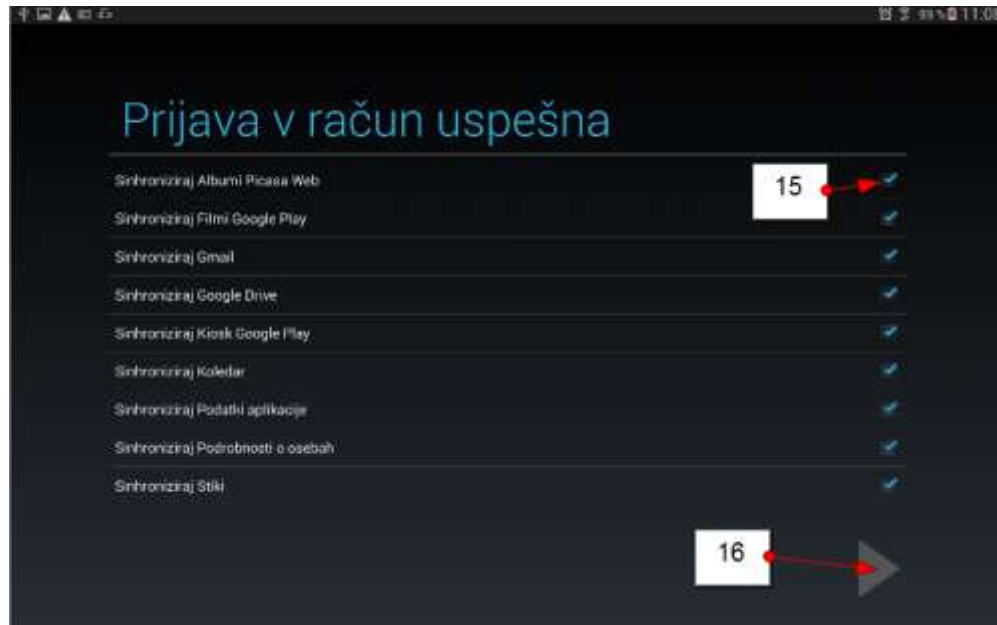 Prijava v račun uspešna
Sinhroniziraj Albumi Picasa Web
15
Sinhroniziraj Filmi Google Play
Sinhroniziraj Gmail
Sinhroniziraj Google Drive
Sinhroniziraj Kiosk Google Play
Sinhroniziraj Koledar
Sinhroniziraj Podatki aplikacije
Sinhroniziraj Podrobnosti o osebah
Sinhroniziraj Stiki
16